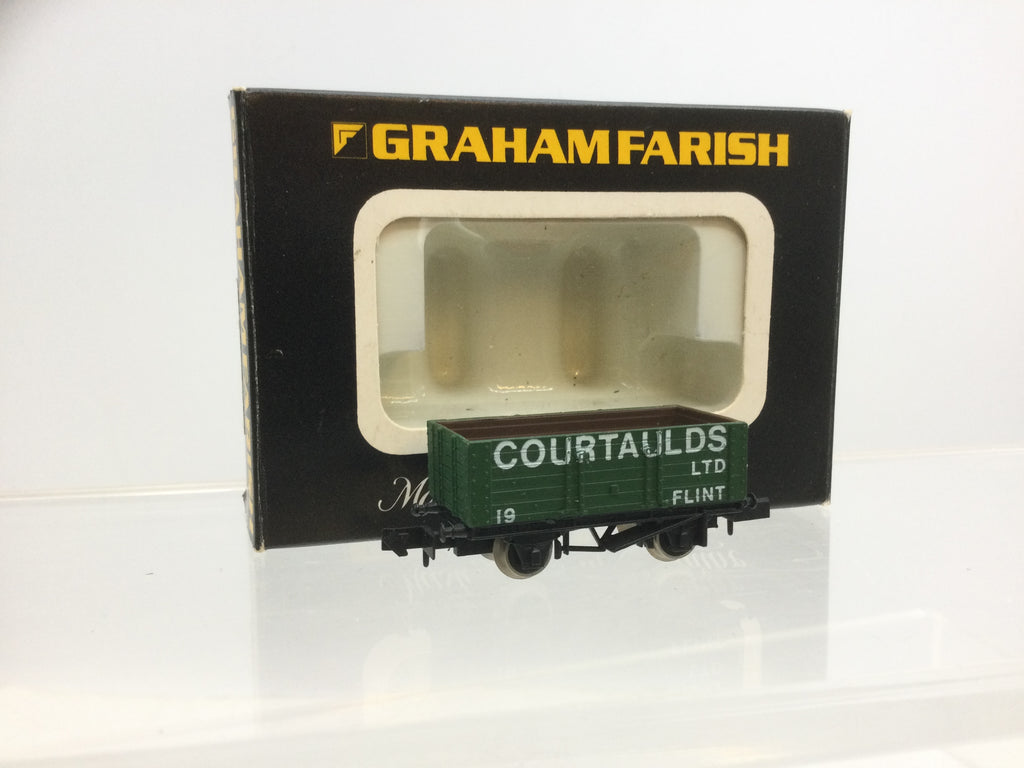 GRAHAM FARISH
COURTAULDS
LTD
FLINT
19